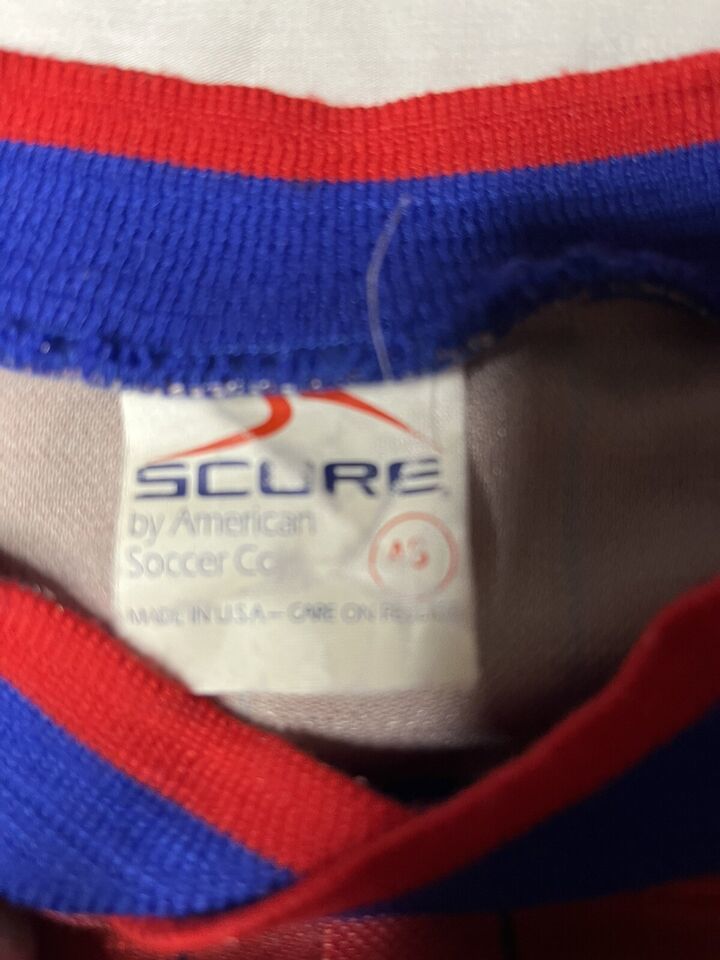 SCORE
by American
Soccer Co
MADE IN U.S.A — CARE ON REVERSE
AS